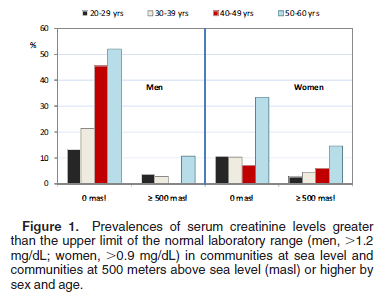 20-29 yrs 30-39 yrs 40-49 yrs 50-60 yrs
60
%
50
40
30
20
10
0
Men Women
0 masl ≥ 500 masl 0 masl ≥ 500 masl
Figure 1. Prevalences of serum creatinine levels greater
than the upper limit of the normal laboratory range (men, >1.2
mg/dL; women, >0.9 mg/dL) in communities at sea level and
communities at 500 meters above sea level (masl) or higher by
sex and age.